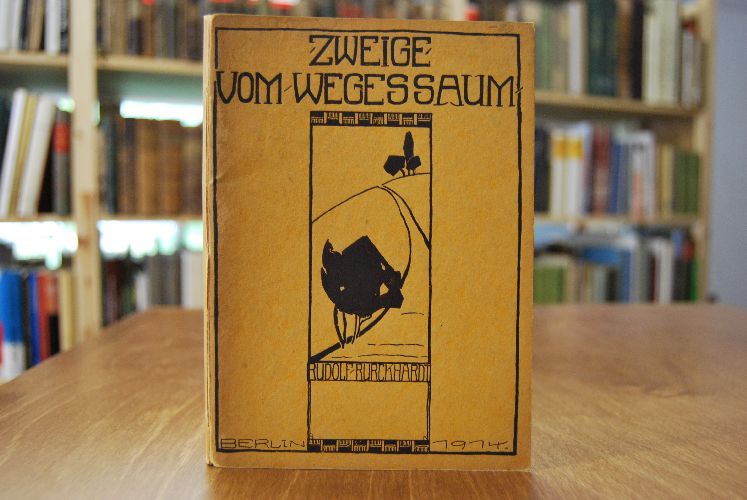 ZWEIGE
VOM WEGESSAUM
RUDOLF BURCKHARDT
BERLIN 1914.